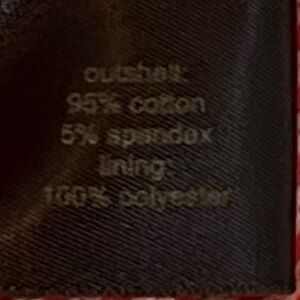 outshell:
95% cotton
5% spandex
lining:
100% polyester